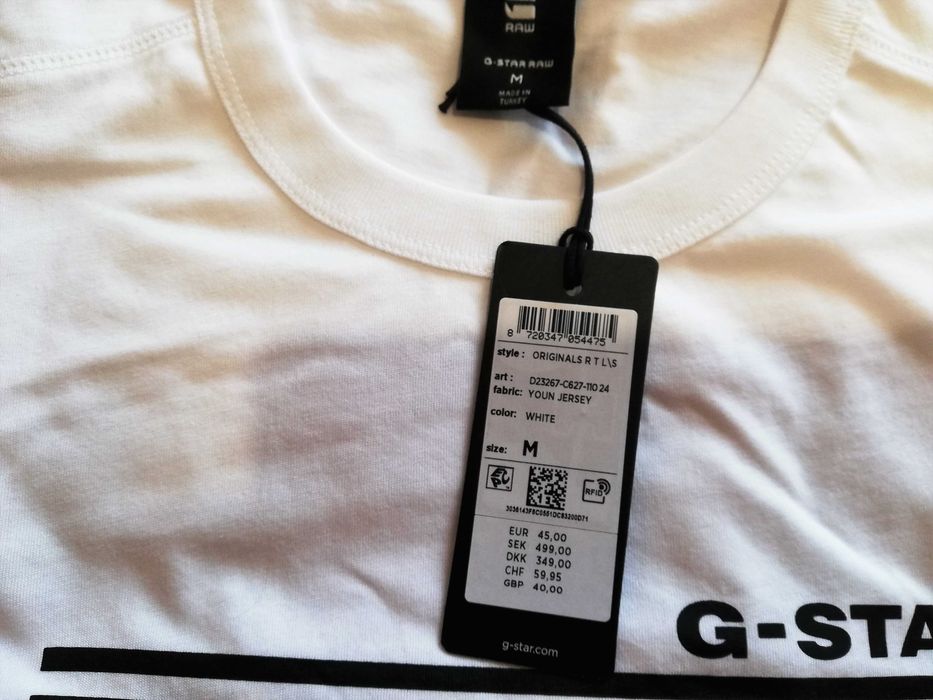 RAW
G-STAR RAW
M
MADE IN
TURKEY
8 720347 054475
style : ORIGINALS R T L\S
art : D23267-C627-110 24
fabric: YOUN JERSEY
color: WHITE
size: M
RFID
3036143F8C0551DC83200D71
EUR 45,00
SEK 499,00
DKK 349,00
CHF 59,95
GBP 40,00
g-star.com
G-STA